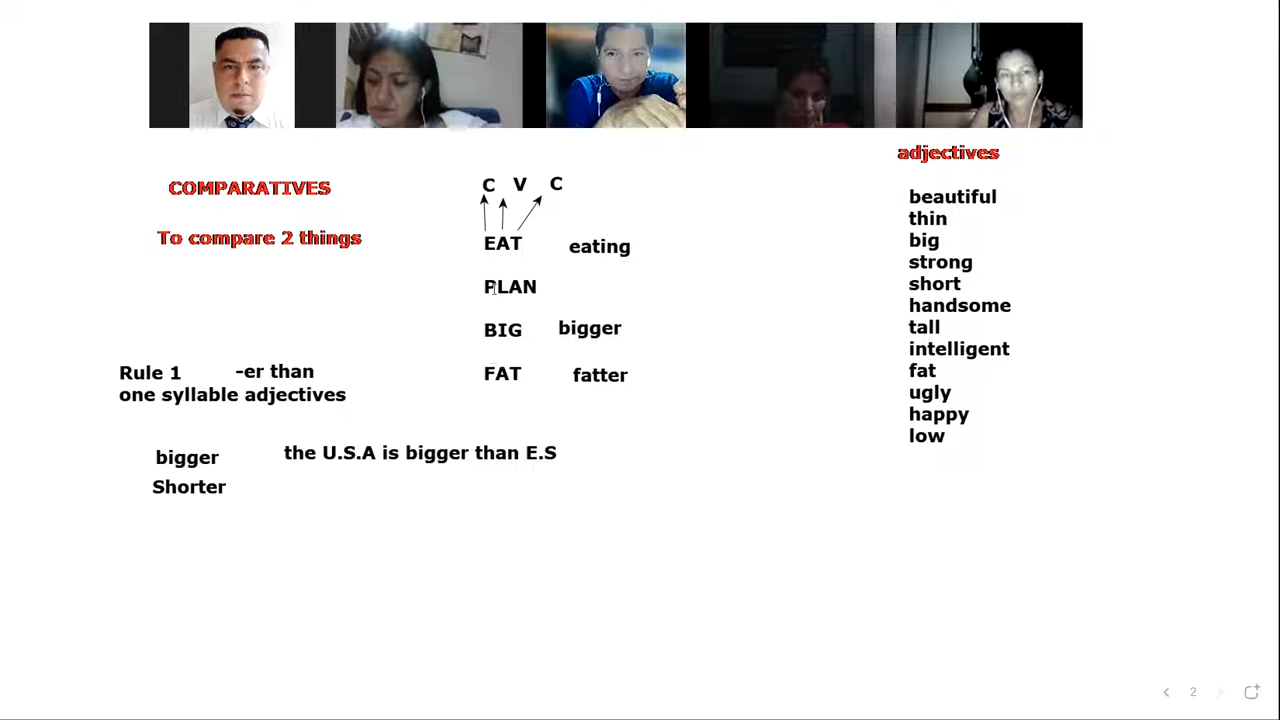 COMPARATIVES
To compare 2 things
Rule 1 -er than
one syllable adjectives
bigger the U.S.A is bigger than E.S
Shorter
C V C
EAT eating
PLAN
BIG bigger
FAT fatter
adjectives
beautiful
thin
big
strong
short
handsome
tall
intelligent
fat
ugly
happy
low
2